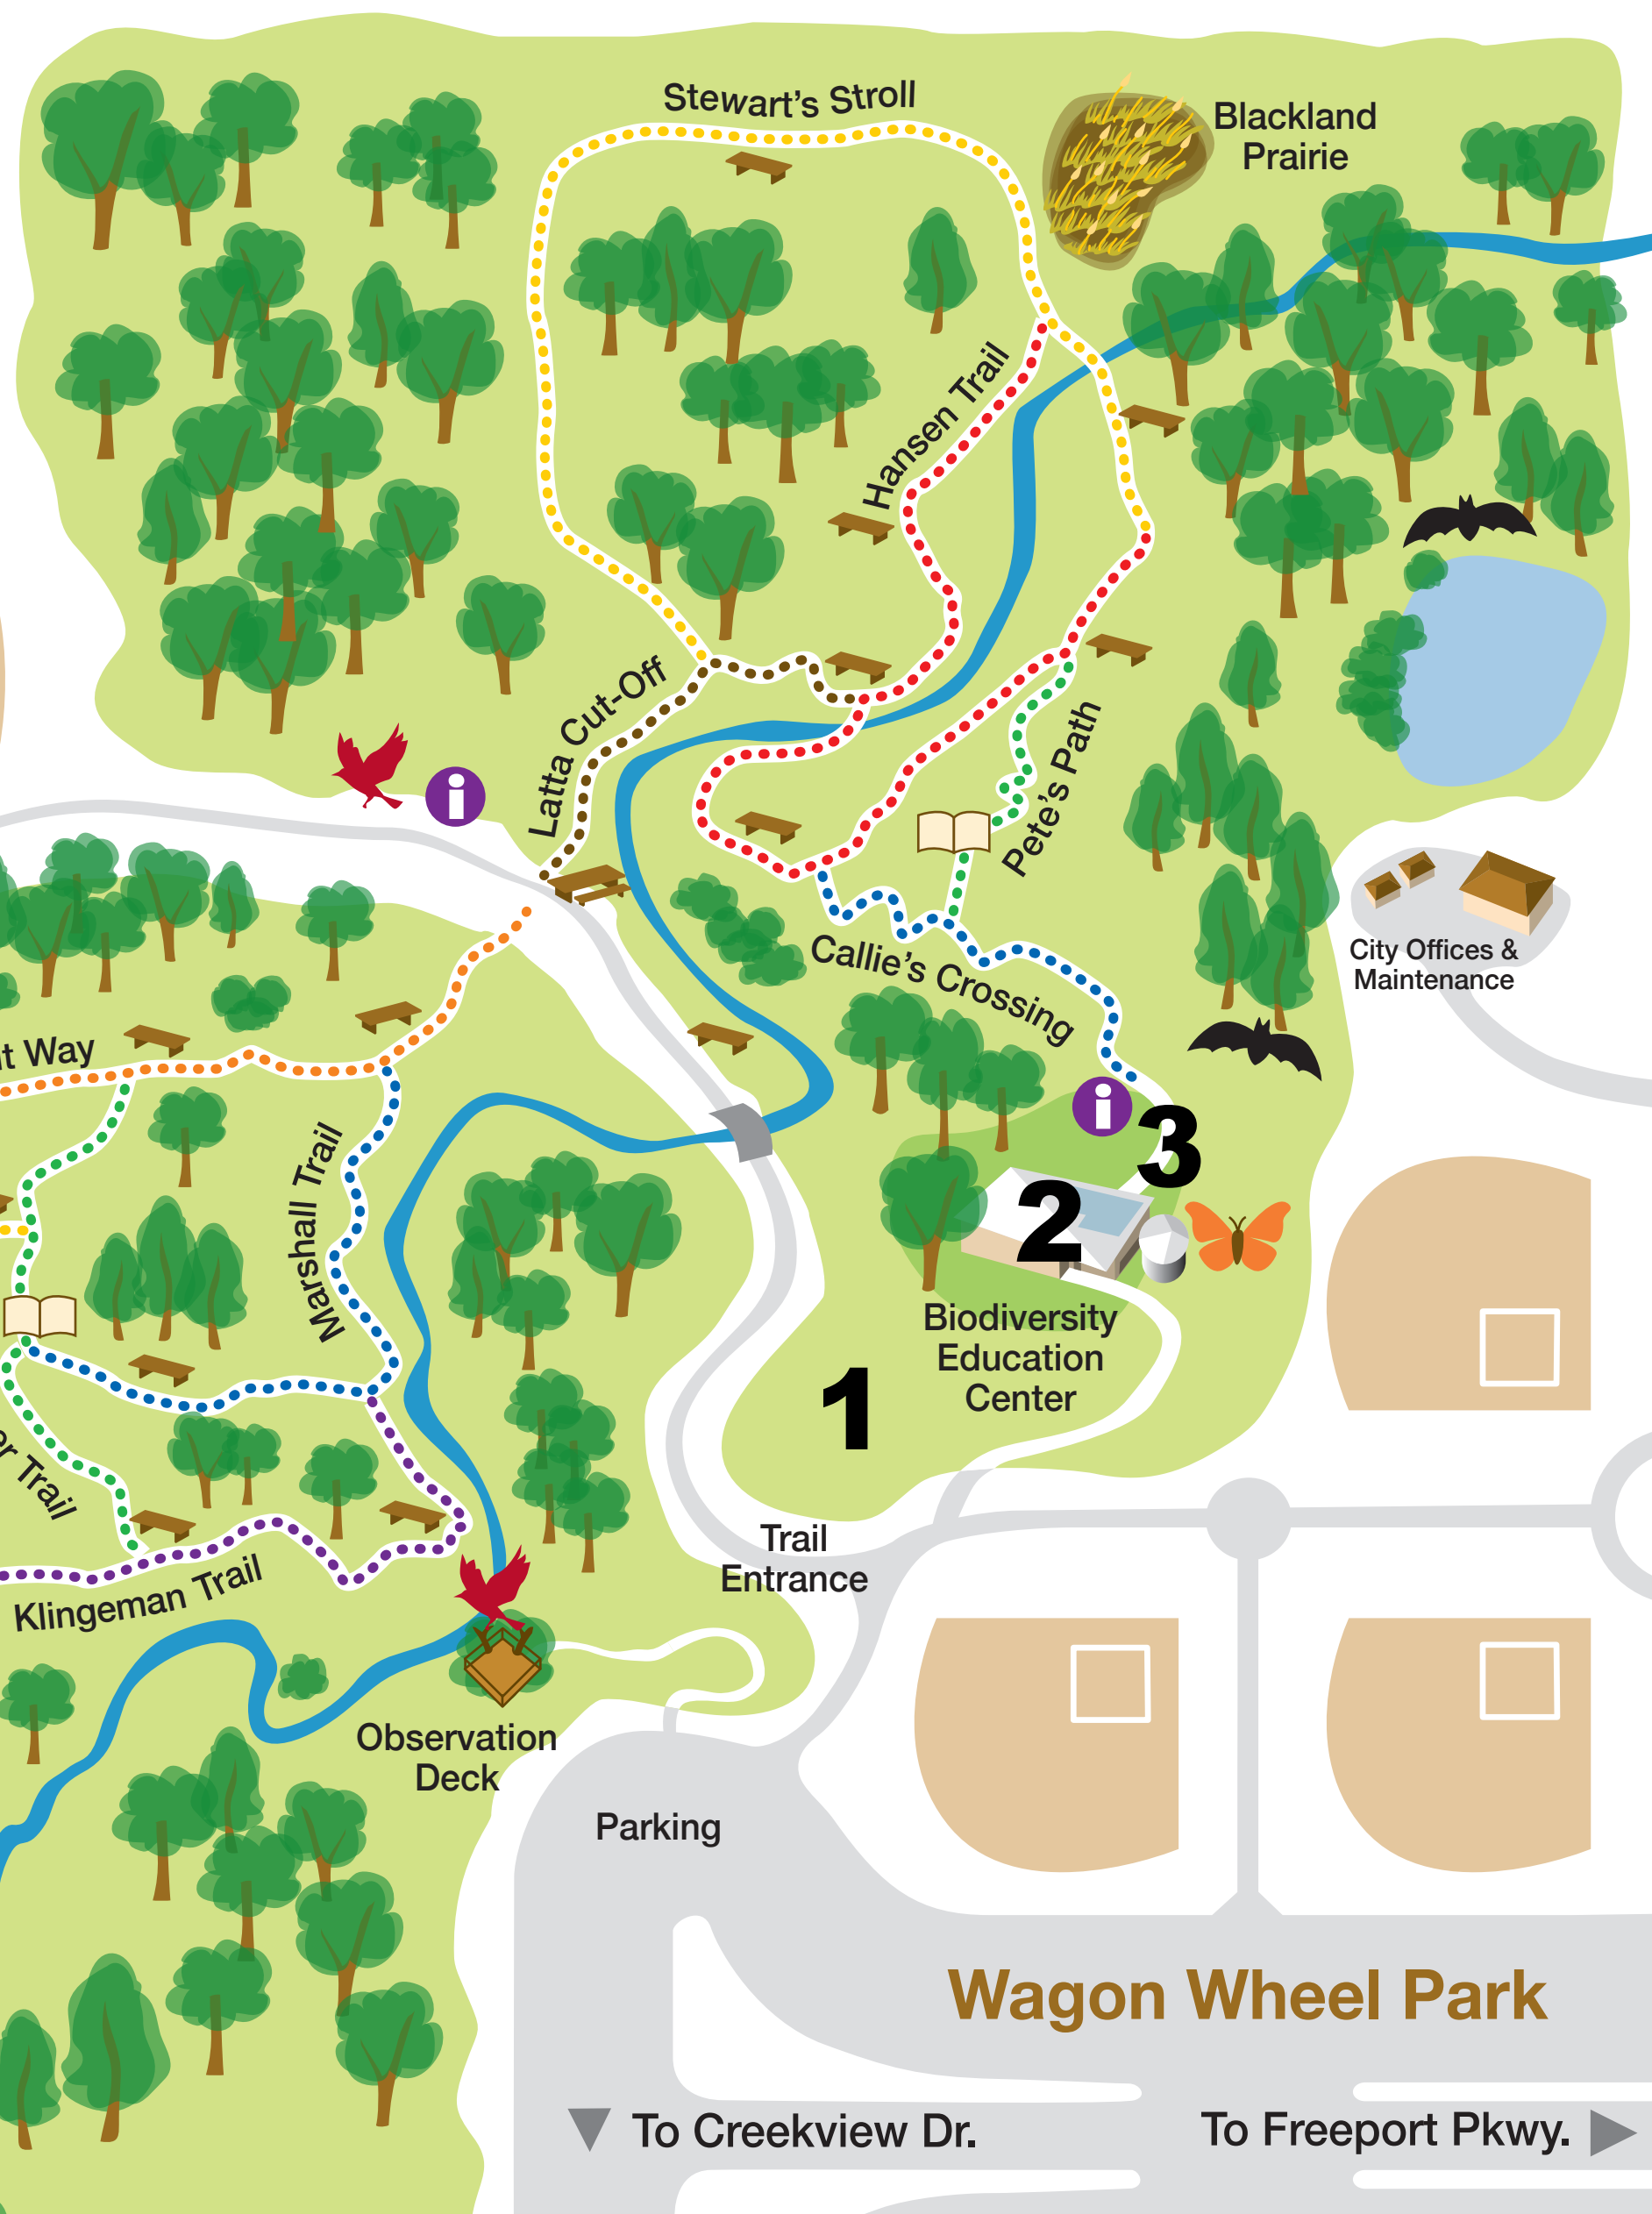 Stewart's Stroll
Blackland
Prairie
Hansen Trail
Latta Cut-Off
Pete's Path
Callie's Crossing
City Offices &
Maintenance
it Way
Marshall Trail
3
2
Biodiversity
Education
Center
1
er Trail
Trail
Entrance
Klingeman Trail
Observation
Deck
Parking
Wagon Wheel Park
To Creekview Dr.
To Freeport Pkwy.
i
i